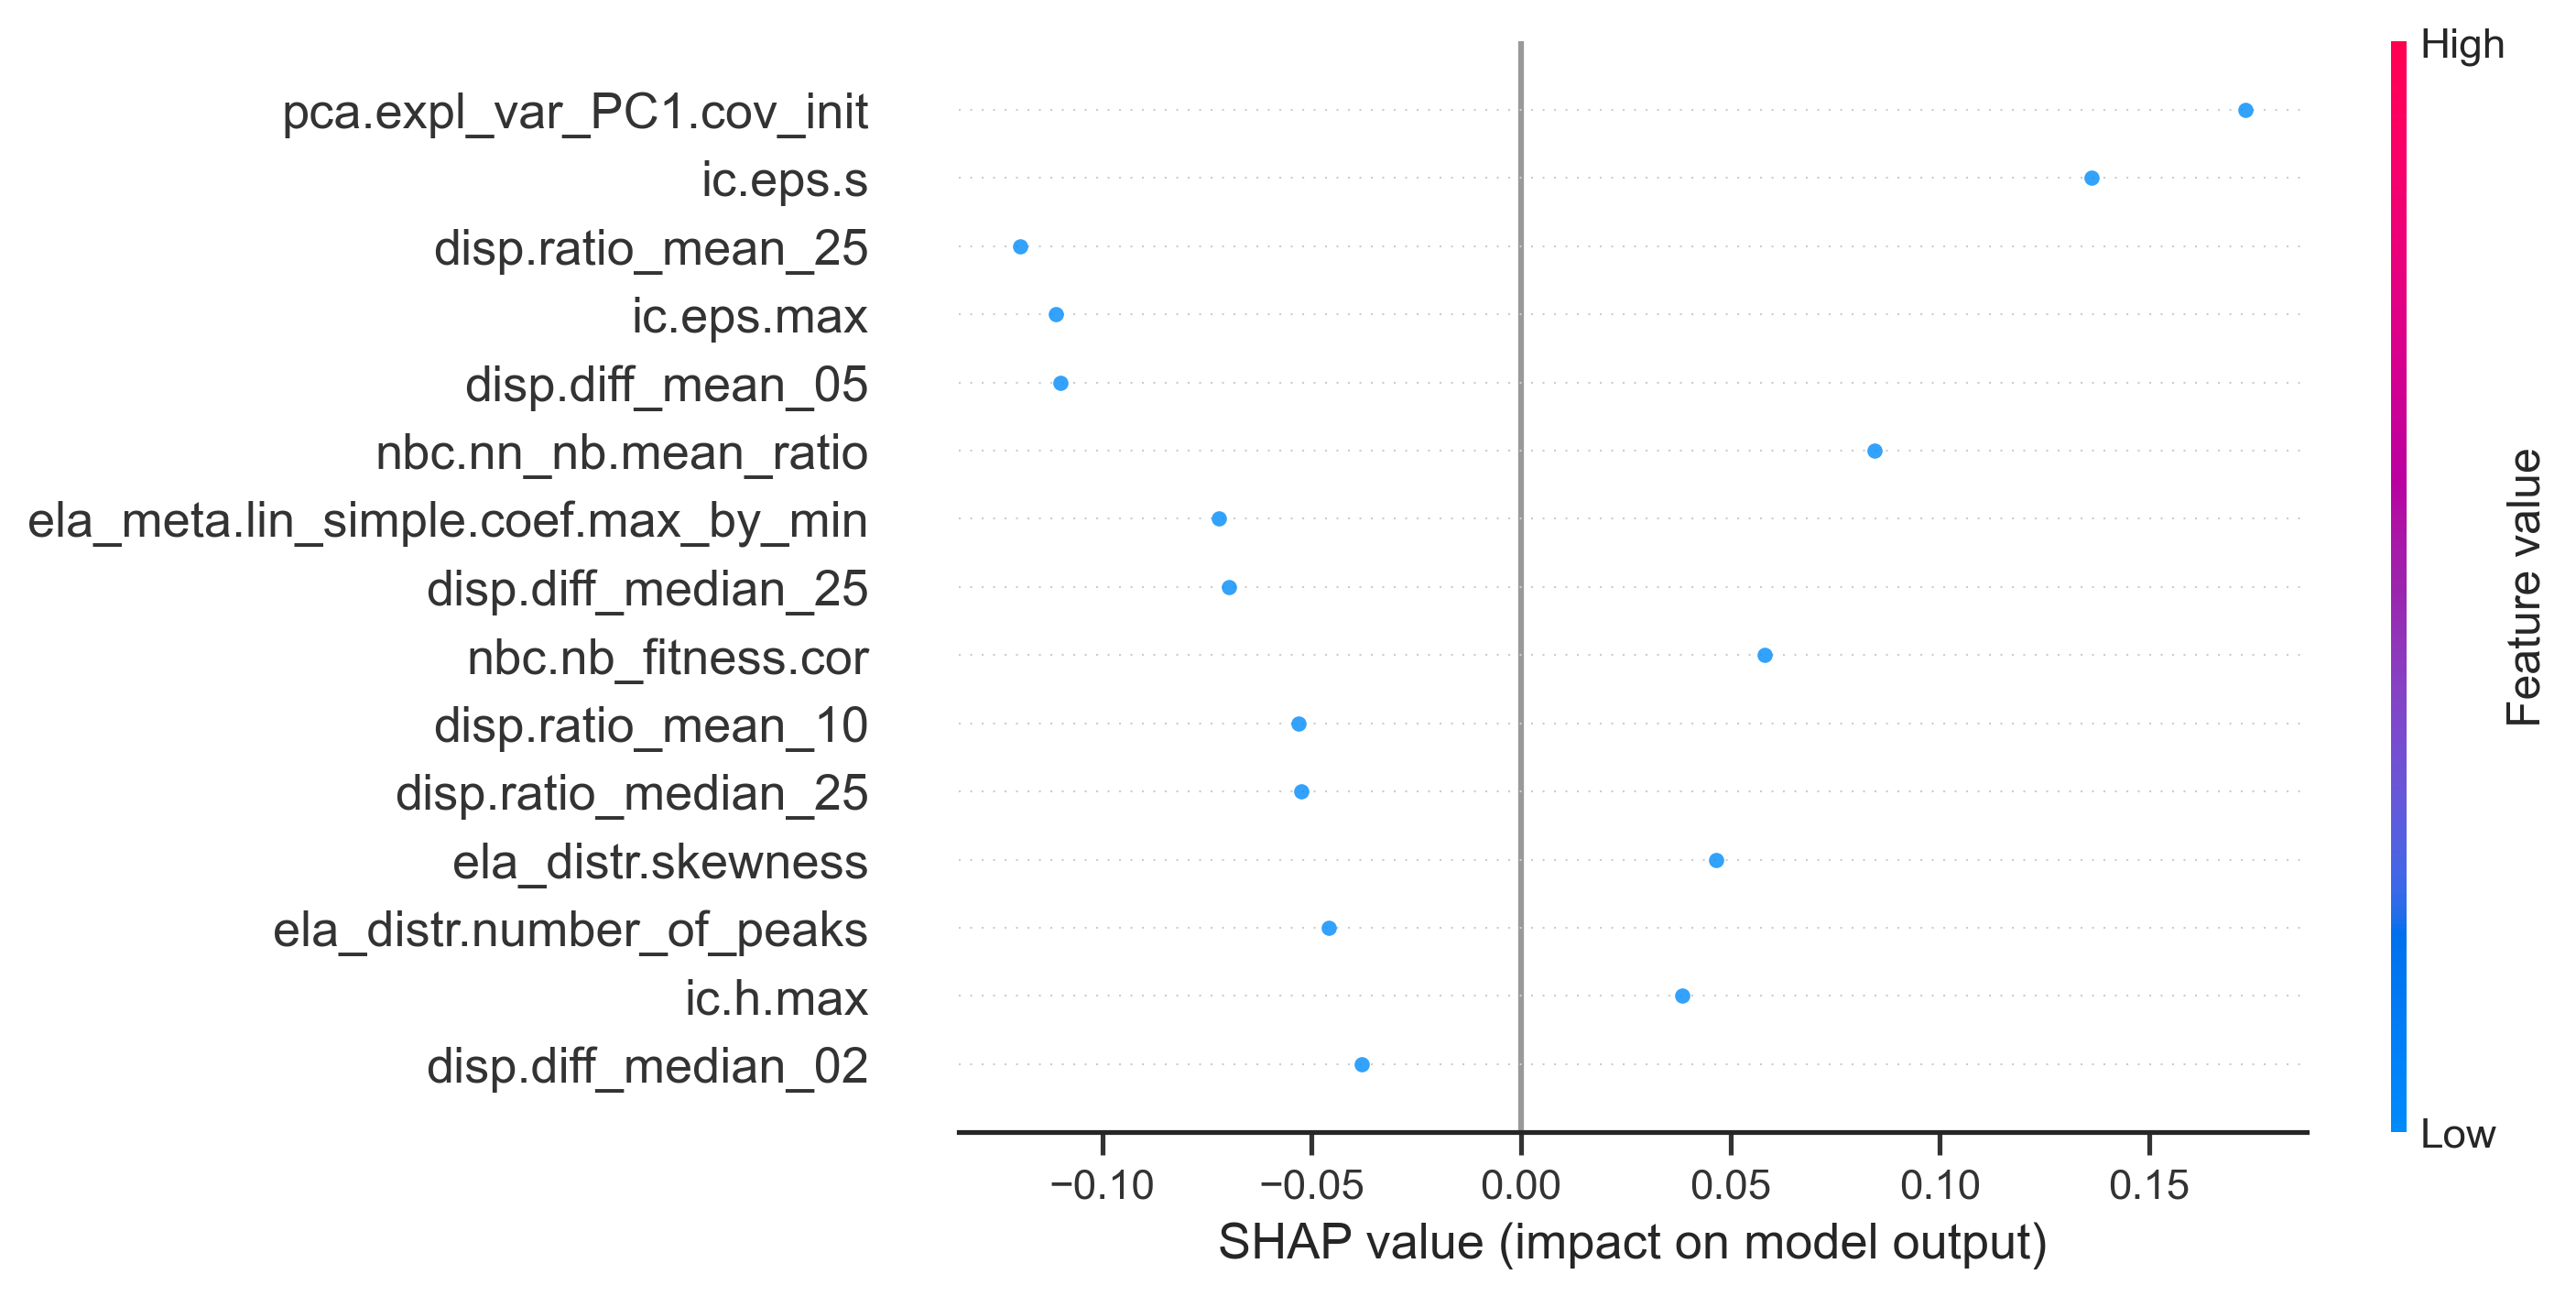 High
pca.expl_var_PC1.cov_init
ic.eps.s
disp.ratio_mean_25
ic.eps.max
disp.diff_mean_05
nbc.nn_nb.mean_ratio
ela_meta.lin_simple.coef.max_by_min
disp.diff_median_25
nbc.nb_fitness.cor
disp.ratio_mean_10
disp.ratio_median_25
ela_distr.skewness
ela_distr.number_of_peaks
ic.h.max
disp.diff_median_02
Feature value
Low
−0.10 −0.05 0.00 0.05 0.10 0.15
SHAP value (impact on model output)